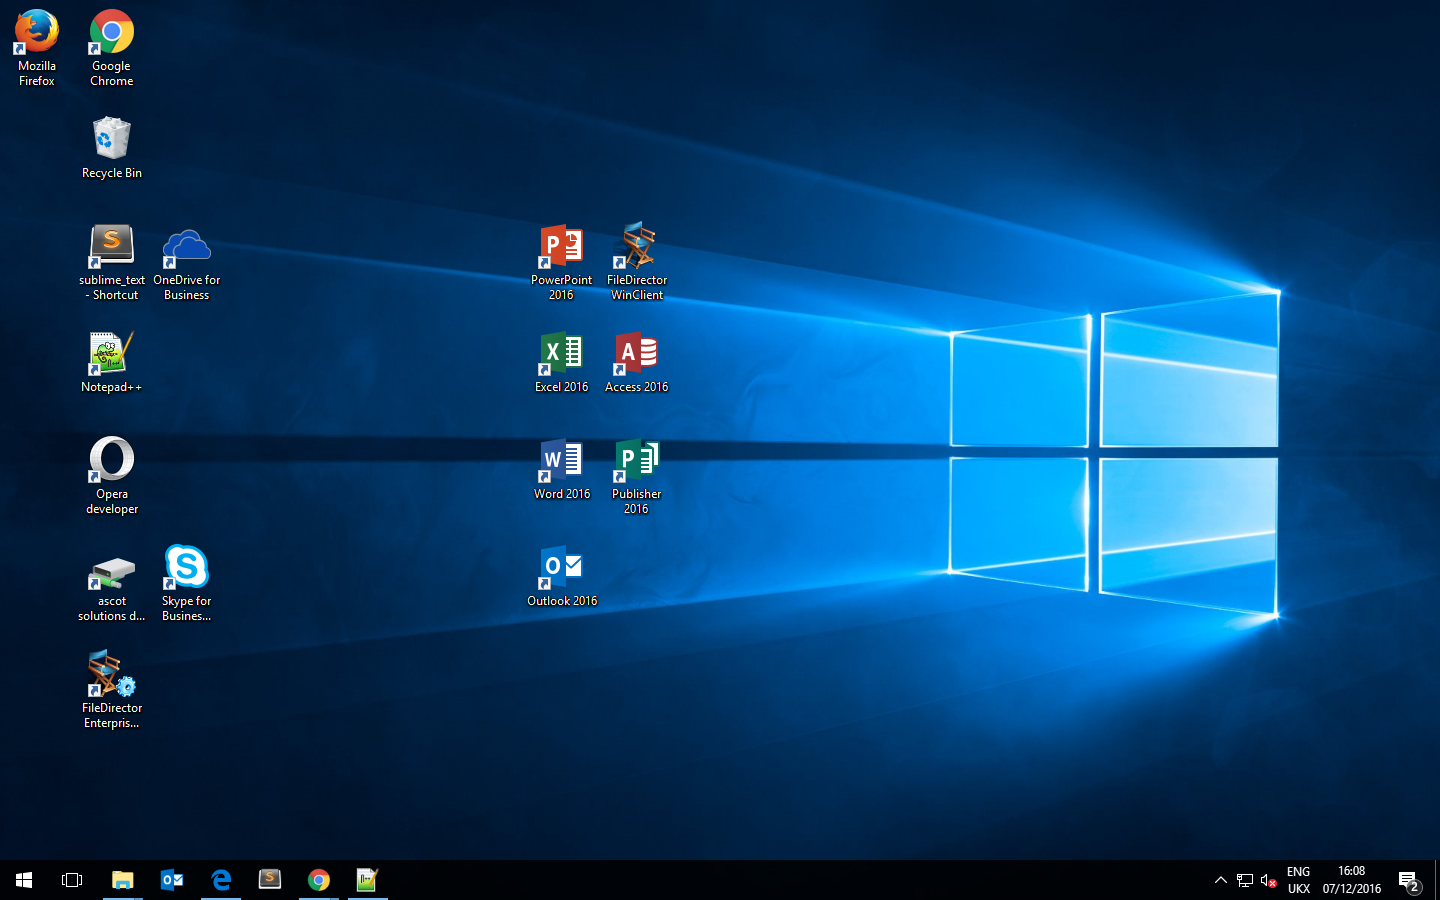 Mozilla
Firefox
Google
Chrome
Recycle Bin
sublime_text
- Shortcut
OneDrive for
Business
PowerPoint
2016
FileDirector
WinClient
Notepad++
Excel 2016
Access 2016
Opera
developer
Word 2016
Publisher
2016
ascot
solutions d...
Skype for
Busines...
Outlook 2016
FileDirector
Enterpris...
ENG
UKX
16:08
07/12/2016
2